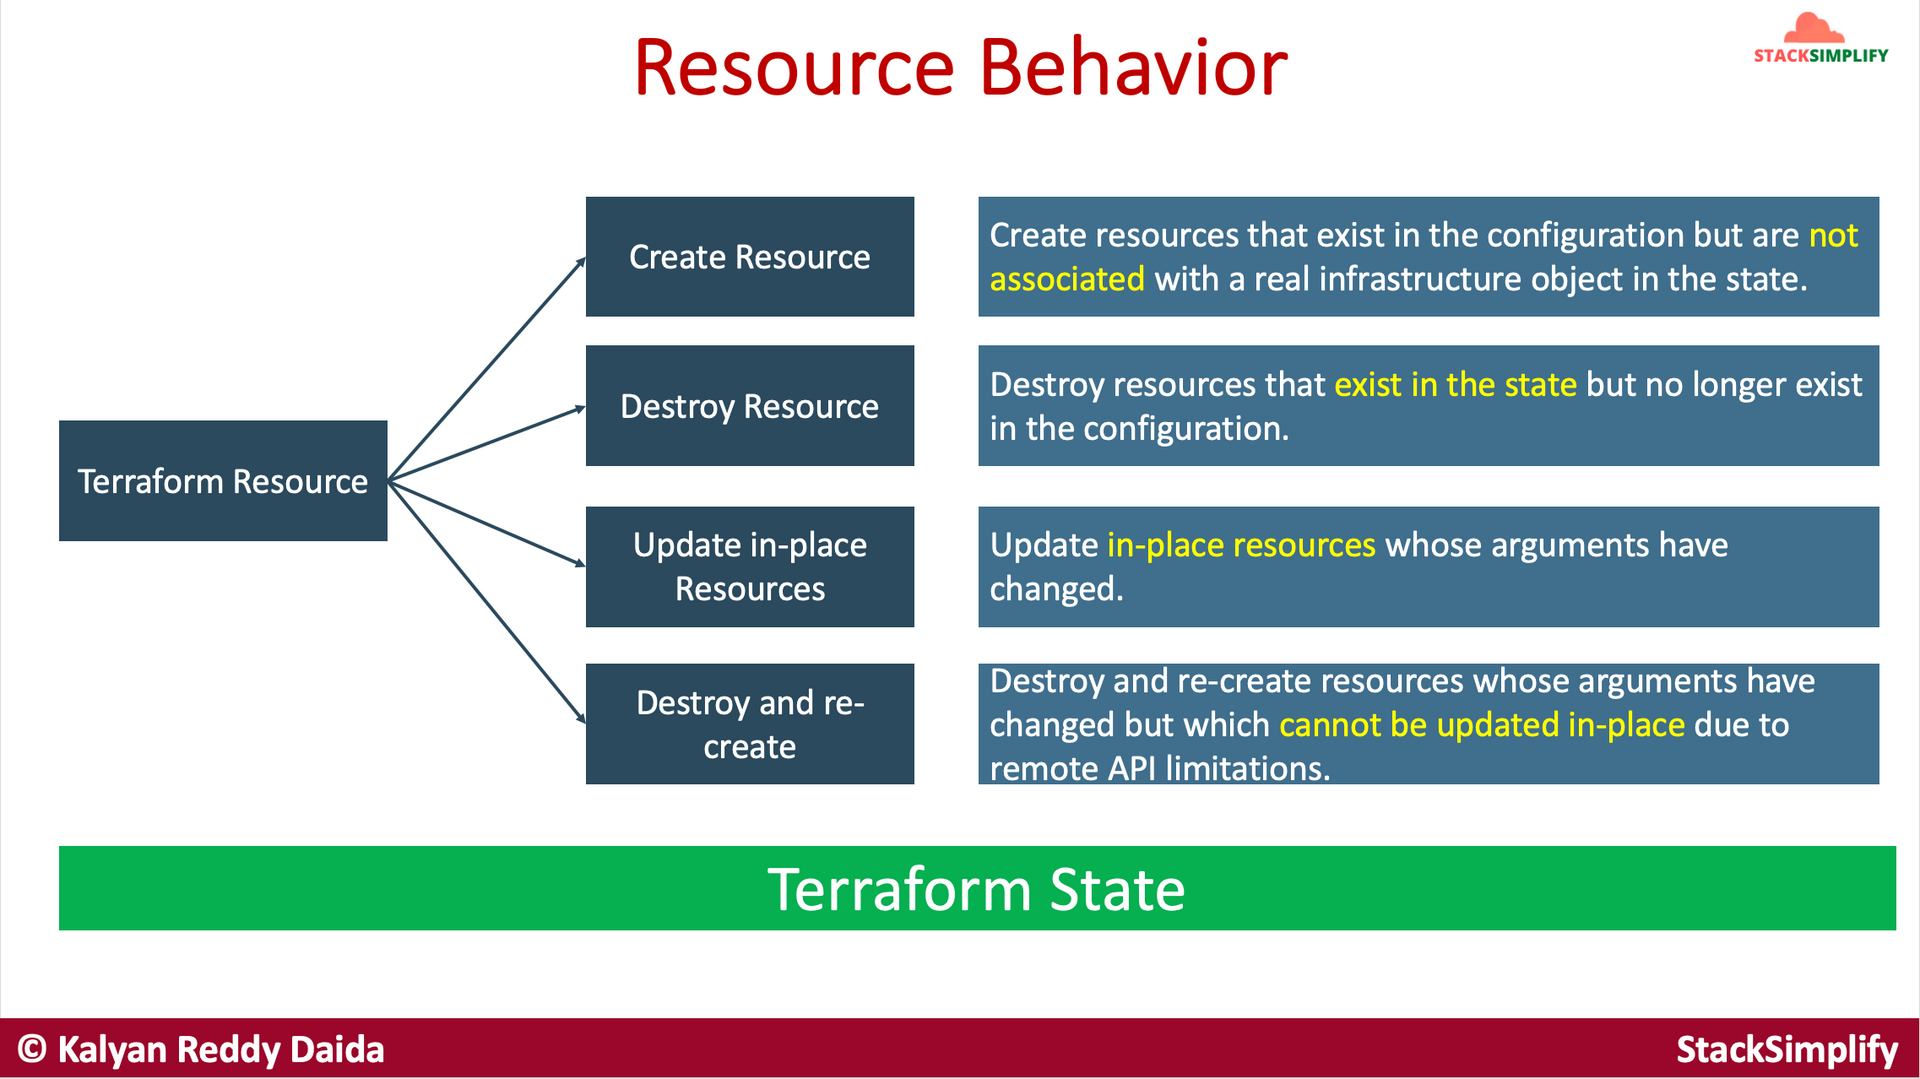 Resource Behavior
STACKSIMPLIFY
Terraform Resource
Create Resource
Create resources that exist in the configuration but are not
associated with a real infrastructure object in the state.
Destroy Resource
Destroy resources that exist in the state but no longer exist
in the configuration.
Update in-place
Resources
Update in-place resources whose arguments have
changed.
Destroy and re-
create
Destroy and re-create resources whose arguments have
changed but which cannot be updated in-place due to
remote API limitations.
Terraform State
© Kalyan Reddy Daida
StackSimplify